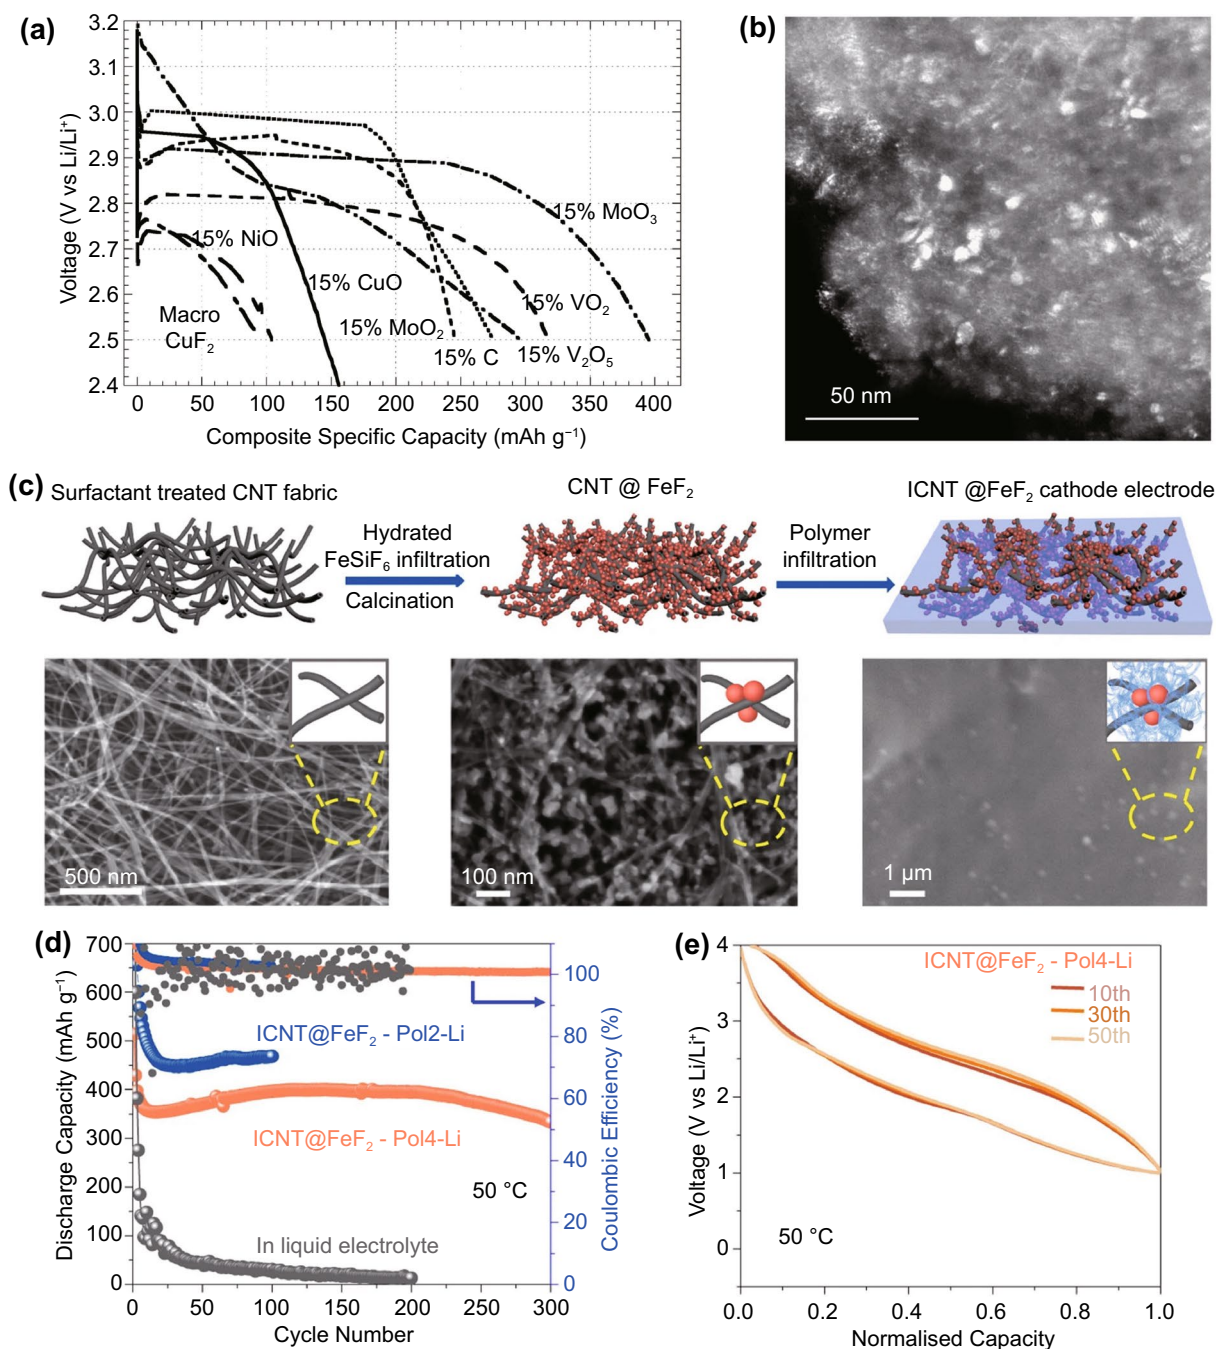 (a)
3.2
3.1
3.0
2.9
2.8
2.7
2.6
2.5
2.4
Voltage (V vs Li/Li⁺)
15% MoO₃
15% NiO
15% CuO
15% VO₂
Macro
CuF₂
15% MoO₂
15% C
15% V₂O₅
0 50 100 150 200 250 300 350 400
Composite Specific Capacity (mAh g⁻¹)
(b)
50 nm
(c)
Surfactant treated CNT fabric
Hydrated
FeSiF₆ infiltration
Calcination
CNT @ FeF₂
Polymer
infiltration
ICNT @FeF₂ cathode electrode
500 nm
100 nm
1 µm
(d)
700
600
500
450
400
350
300
200
100
0
Discharge Capacity (mAh g⁻¹)
100
80
60
40
20
0
Coulombic Efficiency (%)
ICNT@FeF₂ - Pol2-Li
ICNT@FeF₂ - Pol4-Li
50 °C
In liquid electrolyte
0 50 100 150 200 250 300
Cycle Number
(e)
4
3
2
1
0
Voltage (V vs Li/Li⁺)
ICNT@FeF₂ - Pol4-Li
10th
30th
50th
50 °C
0.0 0.2 0.4 0.6 0.8 1.0
Normalised Capacity